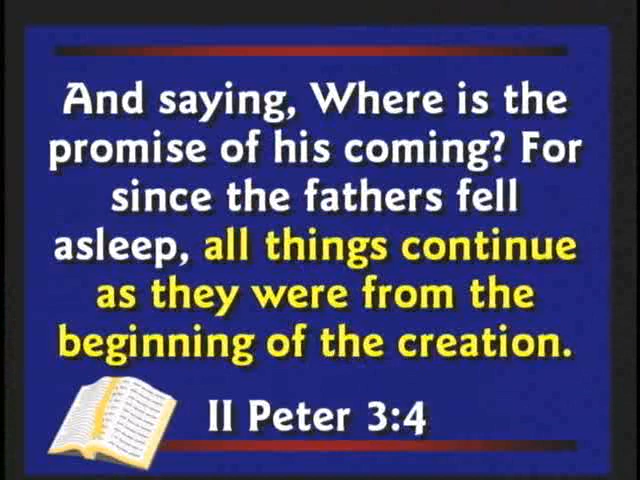 And saying, Where is the
promise of his coming? For
since the fathers fell
asleep, all things continue
as they were from the
beginning of the creation.
II Peter 3:4